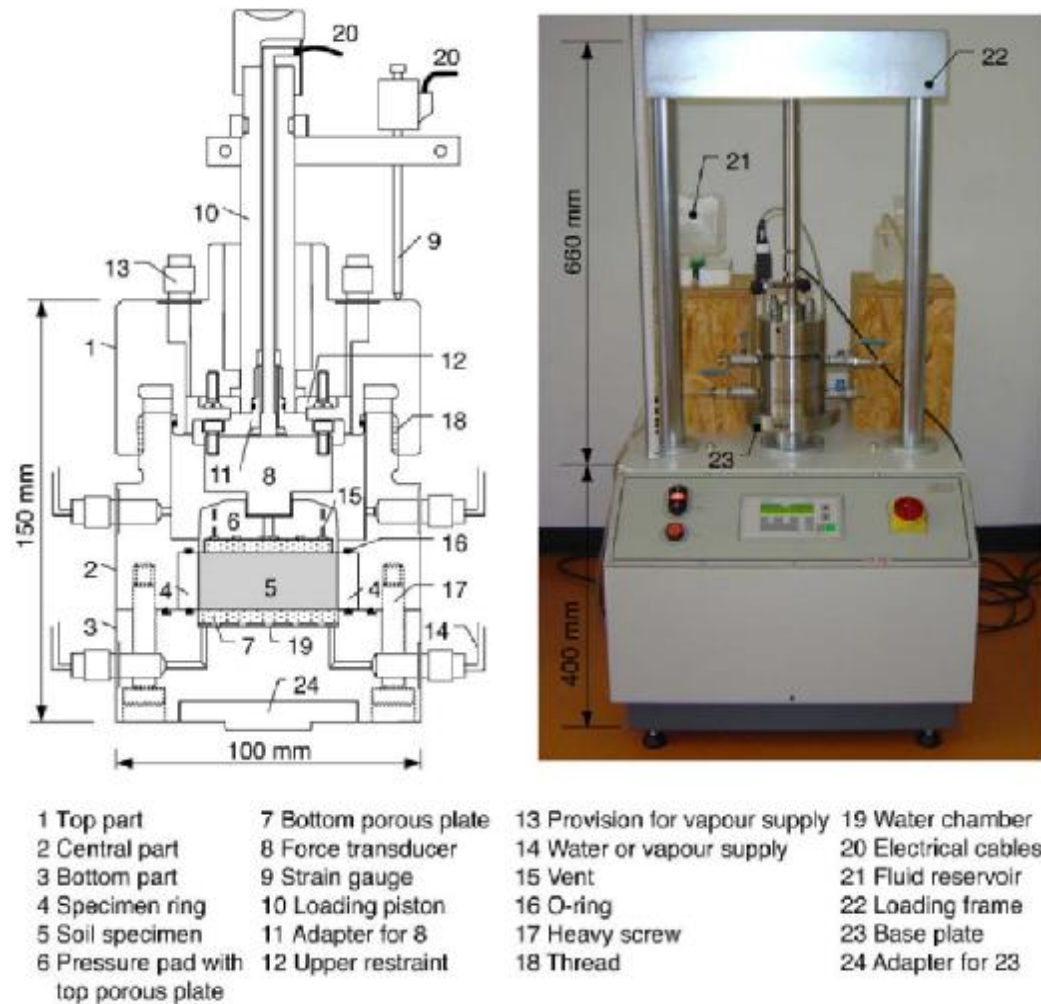 20
20
22
21
10
9
13
660 mm
1
12
18
23
11
8
15
150 mm
6
16
2
4
5
4
17
3
14
7
19
400 mm
24
100 mm
1 Top part
2 Central part
3 Bottom part
4 Specimen ring
5 Soil specimen
6 Pressure pad with
top porous plate
7 Bottom porous plate
8 Force transducer
9 Strain gauge
10 Loading piston
11 Adapter for 8
12 Upper restraint
13 Provision for vapour supply
14 Water or vapour supply
15 Vent
16 O-ring
17 Heavy screw
18 Thread
19 Water chamber
20 Electrical cables
21 Fluid reservoir
22 Loading frame
23 Base plate
24 Adapter for 23